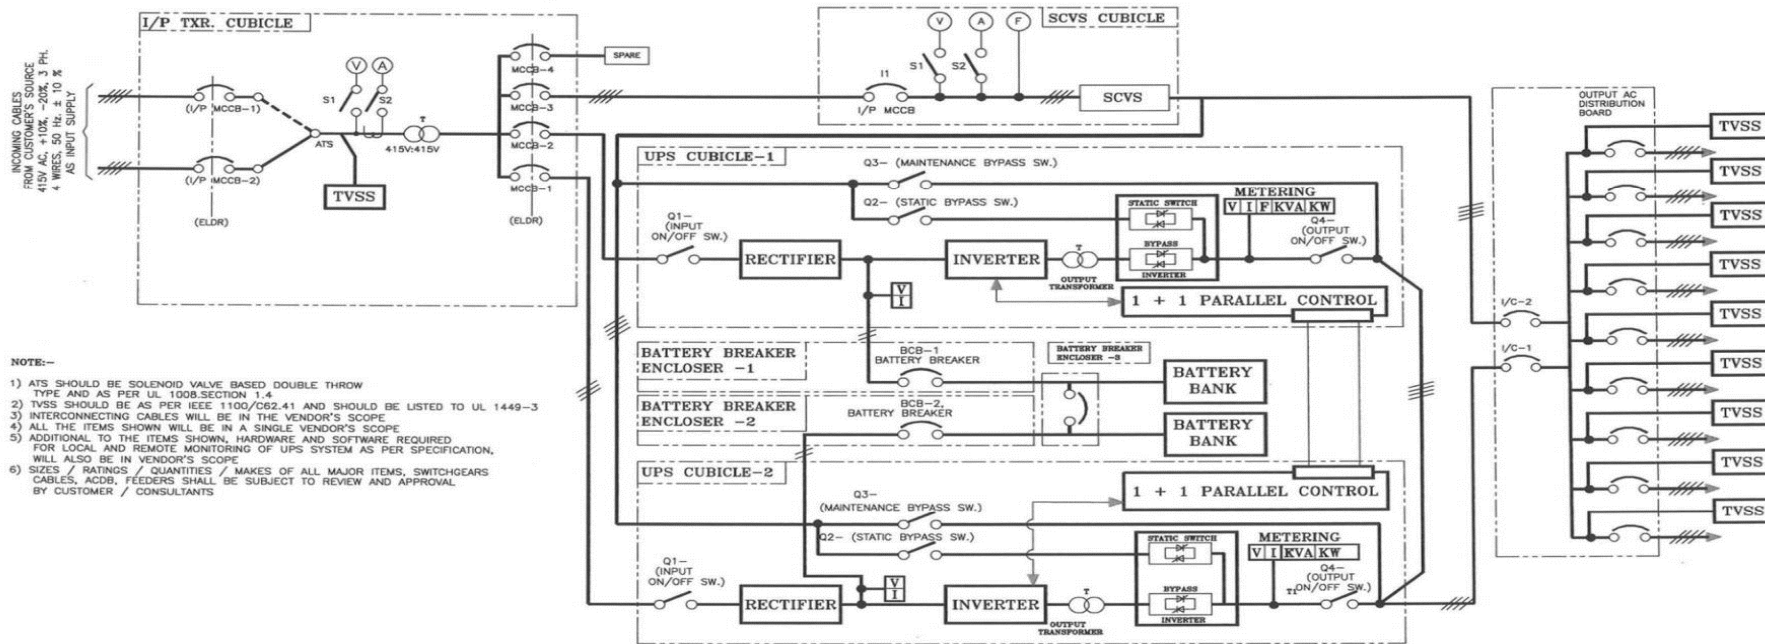 I/P TXR. CUBICLE
INCOMING CABLES
FROM CUSTOMER'S SOURCE
415V AC, +10%, -20%, 3 PH.
4 WIRES, 50 Hz. ± 10 %
AS INPUT SUPPLY
(I/P MCCB-1)
(I/P MCCB-2)
(ELDR)
V
A
S1
S2
ATS
TVSS
T
415V:415V
MCCB-4
MCCB-3
MCCB-2
MCCB-1
(ELDR)
SPARE
SCVS CUBICLE
V
A
F
S1
S2
I1
I/P MCCB
SCVS
UPS CUBICLE-1
Q3- (MAINTENANCE BYPASS SW.)
Q2- (STATIC BYPASS SW.)
Q1-
(INPUT
ON/OFF SW.)
RECTIFIER
V
I
INVERTER
T
OUTPUT
TRANSFORMER
STATIC SWITCH
BYPASS
INVERTER
METERING
V I F KVA KW
Q4-
(OUTPUT
ON/OFF SW.)
1 + 1 PARALLEL CONTROL
BATTERY BREAKER
ENCLOSER -1
BCB-1
BATTERY BREAKER
BATTERY BREAKER
ENCLOSER -3
BATTERY
BANK
BATTERY BREAKER
ENCLOSER -2
BCB-2,
BATTERY BREAKER
BATTERY
BANK
UPS CUBICLE-2
1 + 1 PARALLEL CONTROL
Q3-
(MAINTENANCE BYPASS SW.)
Q2- (STATIC BYPASS SW.)
Q1-
(INPUT
ON/OFF SW.)
RECTIFIER
V
I
INVERTER
T
OUTPUT
TRANSFORMER
STATIC SWITCH
BYPASS
INVERTER
METERING
V I KVA KW
Q4-
(OUTPUT
T1 ON/OFF SW.)
I/C-2
I/C-1
OUTPUT AC
DISTRIBUTION
BOARD
TVSS
TVSS
TVSS
TVSS
TVSS
TVSS
TVSS
TVSS
TVSS
NOTE:-
1) ATS SHOULD BE SOLENOID VALVE BASED DOUBLE THROW
TYPE AND AS PER UL 1008.SECTION 1.4
2) TVSS SHOULD BE AS PER IEEE 1100/C62.41 AND SHOULD BE LISTED TO UL 1449-3
3) INTERCONNECTING CABLES WILL BE IN THE VENDOR'S SCOPE
4) ALL THE ITEMS SHOWN WILL BE IN A SINGLE VENDOR'S SCOPE
5) ADDITIONAL TO THE ITEMS SHOWN, HARDWARE AND SOFTWARE REQUIRED
FOR LOCAL AND REMOTE MONITORING OF UPS SYSTEM AS PER SPECIFICATION,
WILL ALSO BE IN VENDOR'S SCOPE
6) SIZES / RATINGS / QUANTITIES / MAKES OF ALL MAJOR ITEMS, SWITCHGEARS
CABLES, ACDB, FEEDERS SHALL BE SUBJECT TO REVIEW AND APPROVAL
BY CUSTOMER / CONSULTANTS